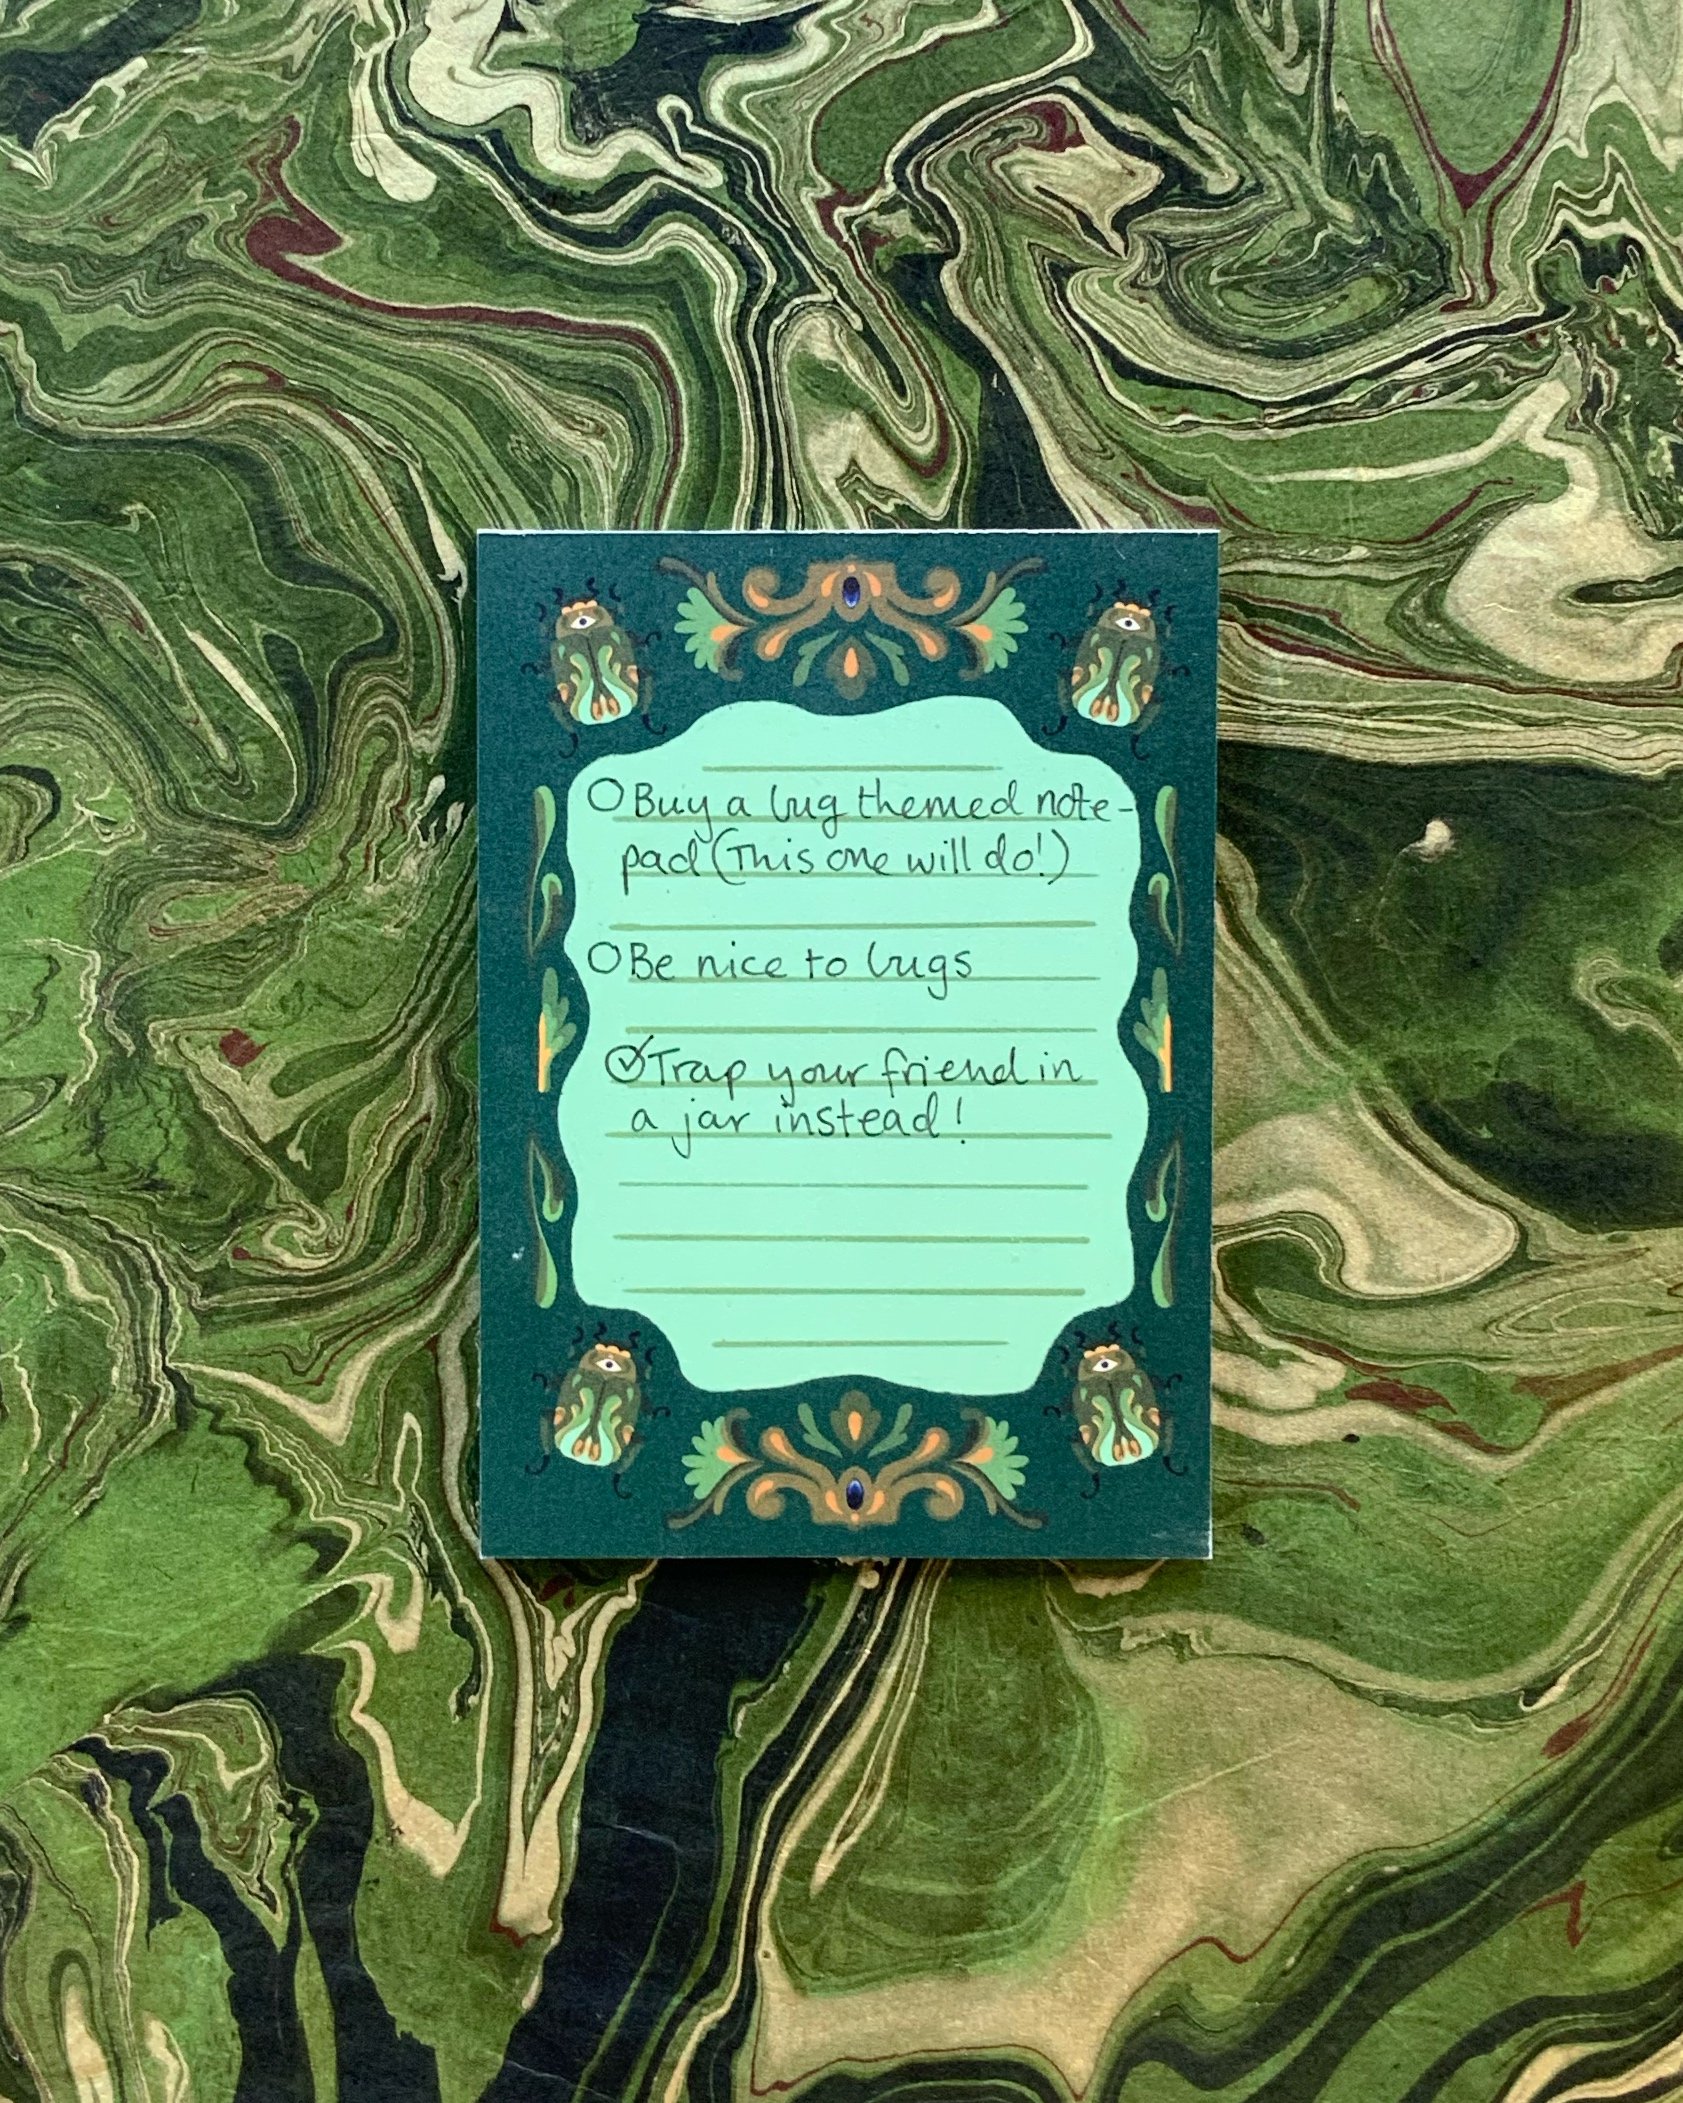 Buy a bug themed note-
pad (This one will do!)
Be nice to bugs
Trap your friend in
a jar instead!